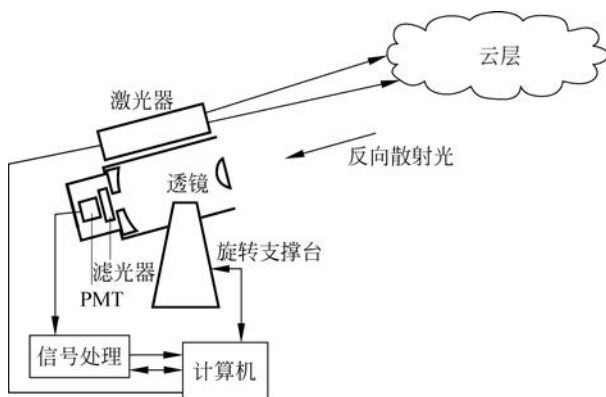 云层
激光器
反向散射光
透镜
旋转支撑台
滤光器
PMT
信号处理
计算机